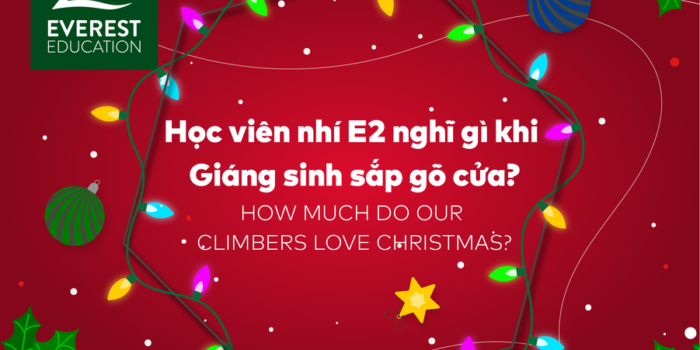 EVEREST
EDUCATION
Học viên nhí E2 nghĩ gì khi
Giáng sinh sắp gõ cửa?
HOW MUCH DO OUR
CLIMBERS LOVE CHRISTMAS?